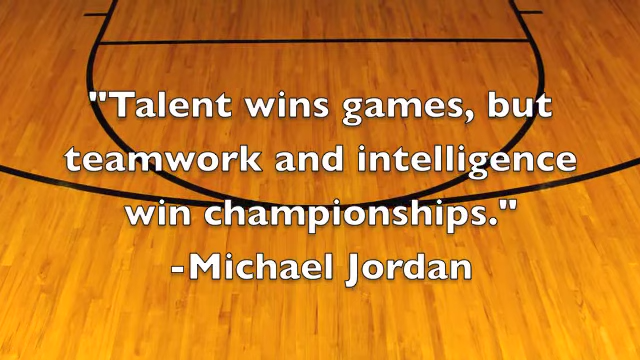 "Talent wins games, but
teamwork and intelligence
win championships."
-Michael Jordan